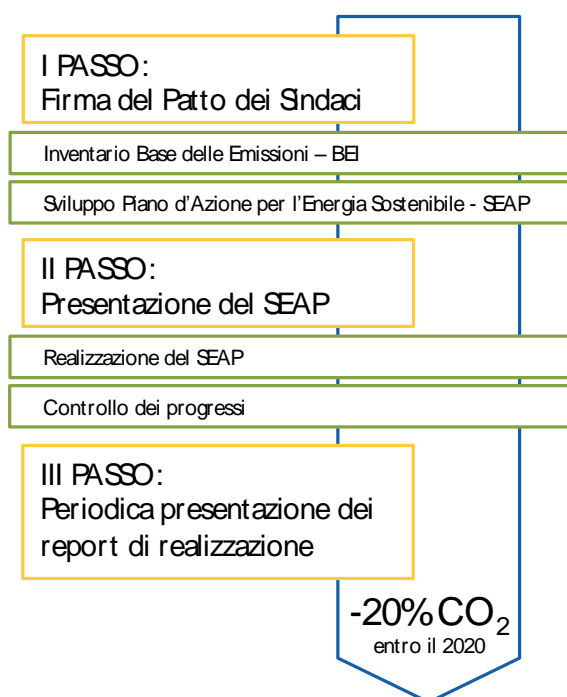 I PASSO:
Firma del Patto dei Sindaci
Inventario Base delle Emissioni – BEI
Sviluppo Piano d'Azione per l'Energia Sostenibile - SEAP
II PASSO:
Presentazione del SEAP
Realizzazione del SEAP
Controllo dei progressi
III PASSO:
Periodica presentazione dei
report di realizzazione
-20% CO₂
entro il 2020